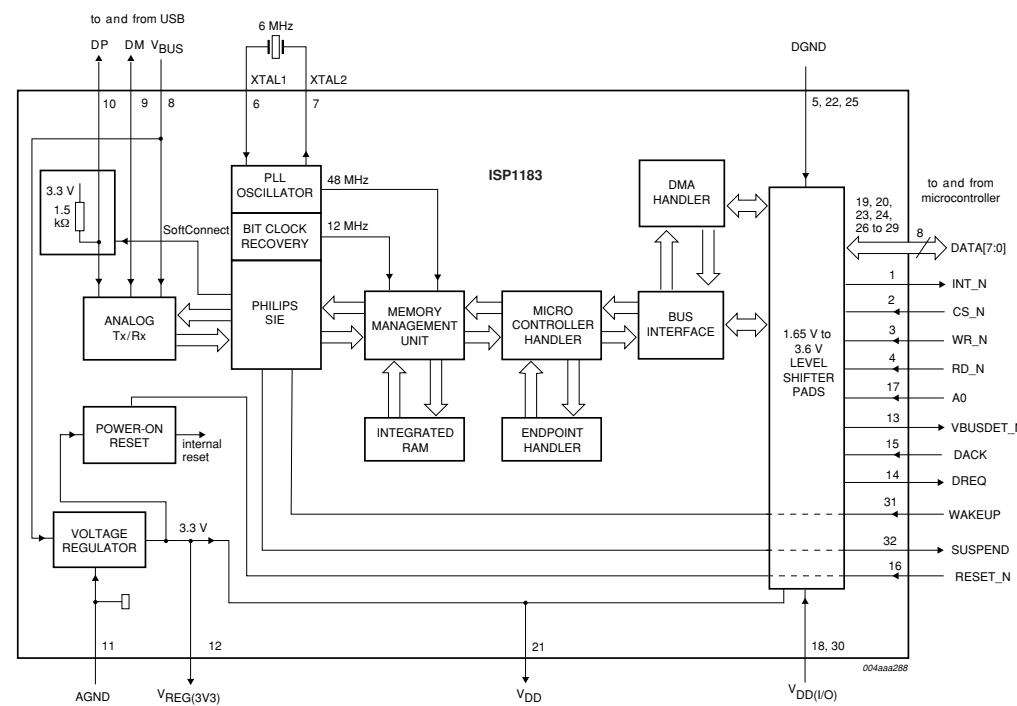 to and from USB
DP
DM
VBUS
6 MHz
XTAL1
XTAL2
DGND
10
9
8
6
7
5, 22, 25
ISP1183
to and from
microcontroller
3.3 V
1.5
kΩ
SoftConnect
PLL
OSCILLATOR
48 MHz
BIT CLOCK
RECOVERY
12 MHz
DMA
HANDLER
19, 20,
23, 24,
26 to 29
8
DATA[7:0]
ANALOG
Tx/Rx
PHILIPS
SIE
MEMORY
MANAGEMENT
UNIT
MICRO
CONTROLLER
HANDLER
BUS
INTERFACE
1.65 V to
3.6 V
LEVEL
SHIFTER
PADS
1
INT_N
2
CS_N
3
WR_N
4
RD_N
17
A0
13
VBUSDET_N
15
DACK
14
DREQ
31
WAKEUP
32
SUSPEND
16
RESET_N
POWER-ON
RESET
internal
reset
INTEGRATED
RAM
ENDPOINT
HANDLER
VOLTAGE
REGULATOR
3.3 V
11
12
21
18, 30
004aaa288
AGND
VREG(3V3)
VDD
VDD(I/O)